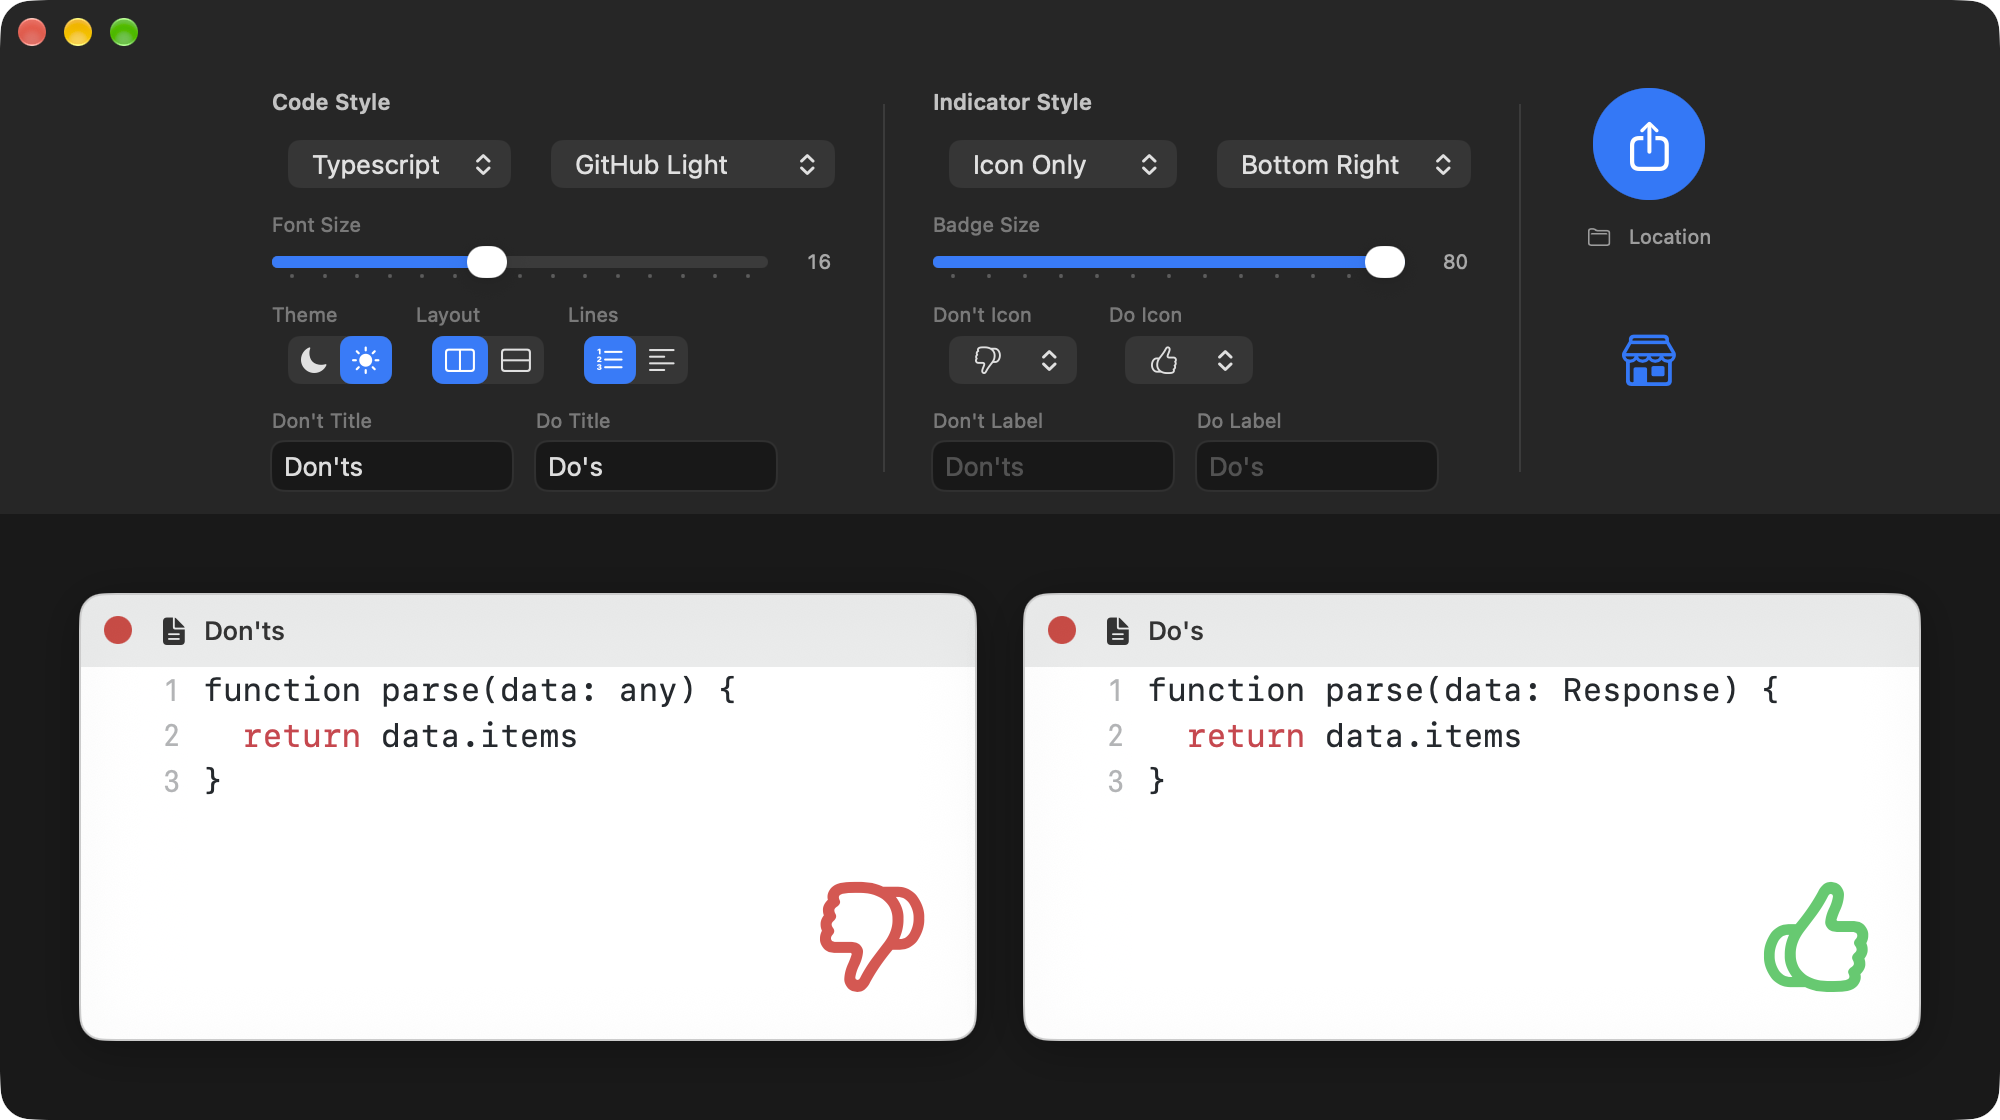 Code Style
Typescript
GitHub Light
Font Size
16
Theme
Layout
Lines
Don't Title
Do Title
Don'ts
Do's
Indicator Style
Icon Only
Bottom Right
Badge Size
80
Don't Icon
Do Icon
Don't Label
Do Label
Don'ts
Do's
Location
Don'ts
1 function parse(data: any) {
2   return data.items
3 }
Do's
1 function parse(data: Response) {
2   return data.items
3 }